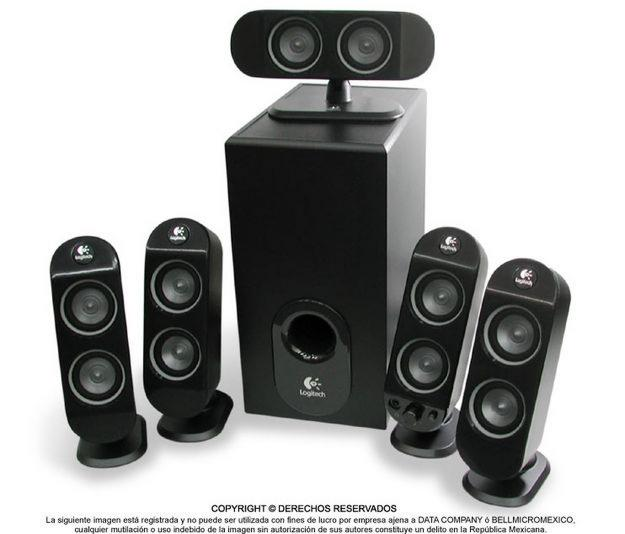 Logitech
Logitech
Logitech
Logitech
Logitech
COPYRIGHT © DERECHOS RESERVADOS
La siguiente imagen está registrada y no puede ser utilizada con fines de lucro por empresa ajena a DATA COMPANY ó BELLMICROMEXICO,
cualquier mutilación o uso indebido de la imagen sin autorización de sus autores constituye un delito en la República Mexicana.